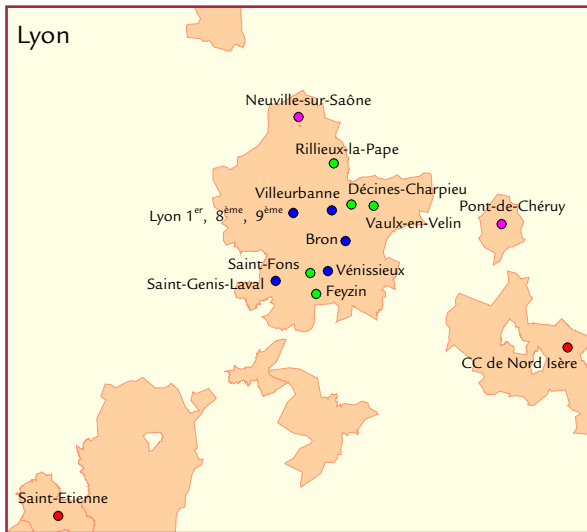 Lyon
Neuville-sur-Saône
Rillieux-la-Pape
Villeurbanne
Décines-Charpieu
Lyon 1er, 8ème, 9ème
Vaulx-en-Velin
Pont-de-Chéruy
Bron
Saint-Fons
Vénissieux
Saint-Genis-Laval
Feyzin
CC de Nord Isère
Saint-Etienne